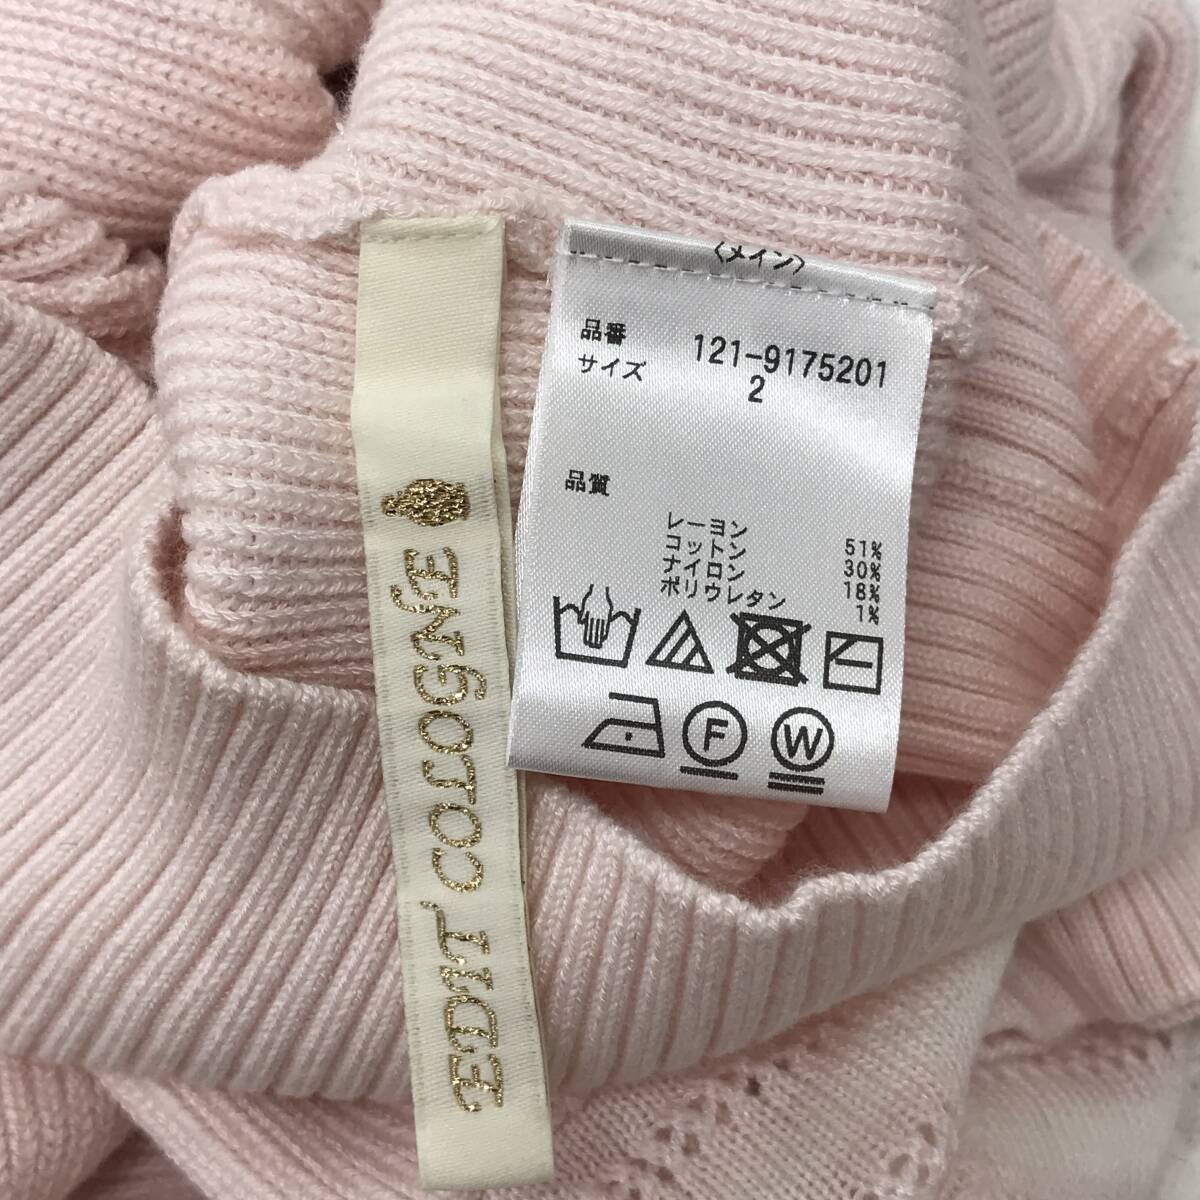 〈メイン〉
品番 121-9175201
サイズ 2
品質
レーヨン 51%
コットン 30%
ナイロン 18%
ポリウレタン 1%
F W
EDIT COLOGNE